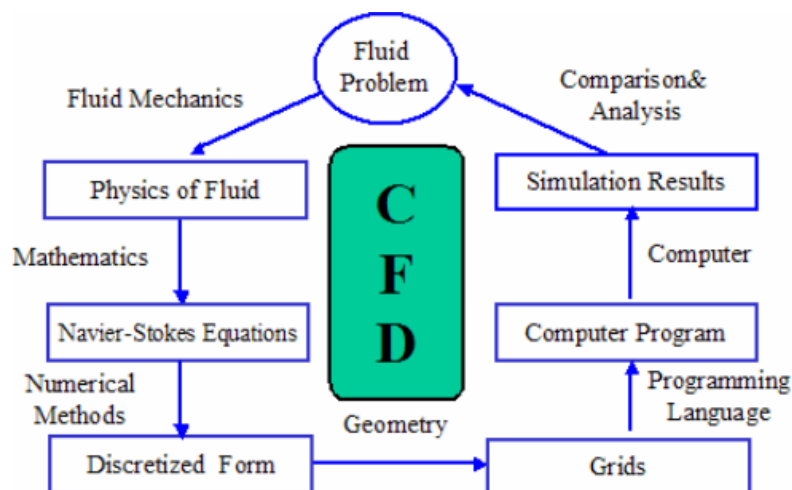 Fluid
Problem
Fluid Mechanics
Comparison&
Analysis
Physics of Fluid
C
F
D
Simulation Results
Mathematics
Computer
Navier-Stokes Equations
Computer Program
Numerical
Methods
Programming
Language
Geometry
Discretized Form
Grids